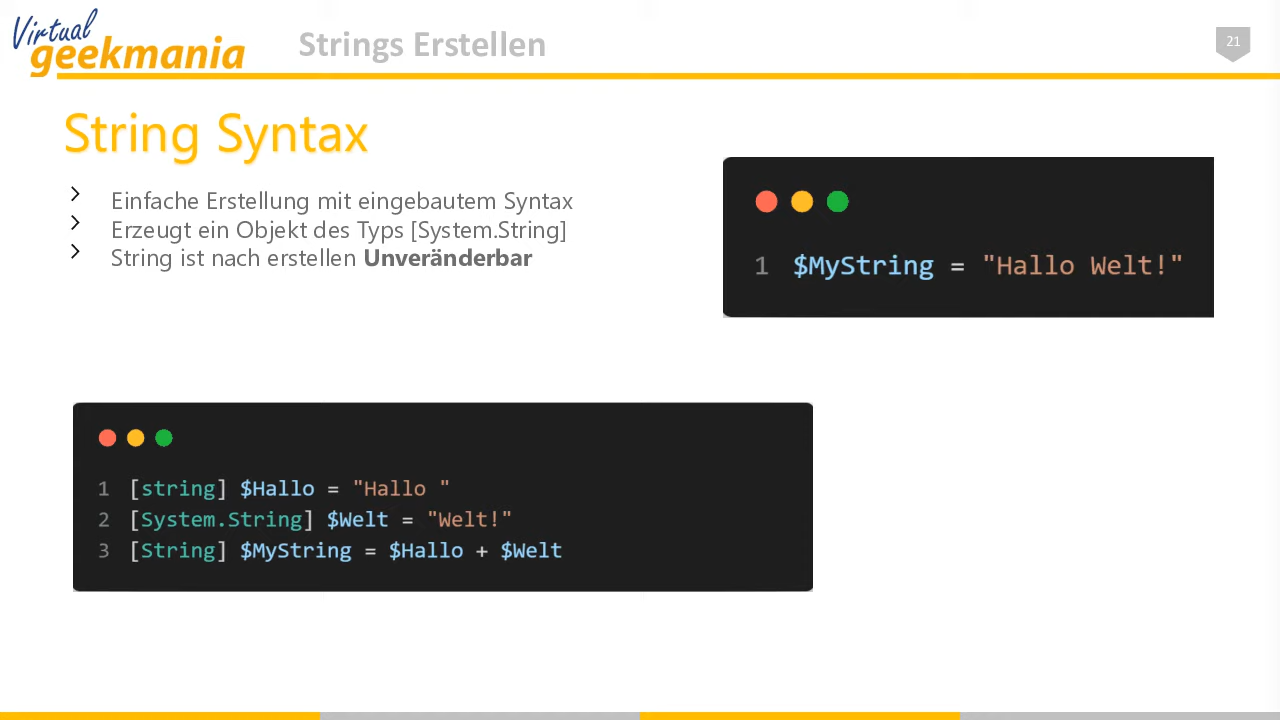 Virtual
geekmania
Strings Erstellen
21
String Syntax
Einfache Erstellung mit eingebautem Syntax
Erzeugt ein Objekt des Typs [System.String]
String ist nach erstellen Unveränderbar
1 $MyString = "Hallo Welt!"
1 [string] $Hallo = "Hallo "
2 [System.String] $Welt = "Welt!"
3 [String] $MyString = $Hallo + $Welt